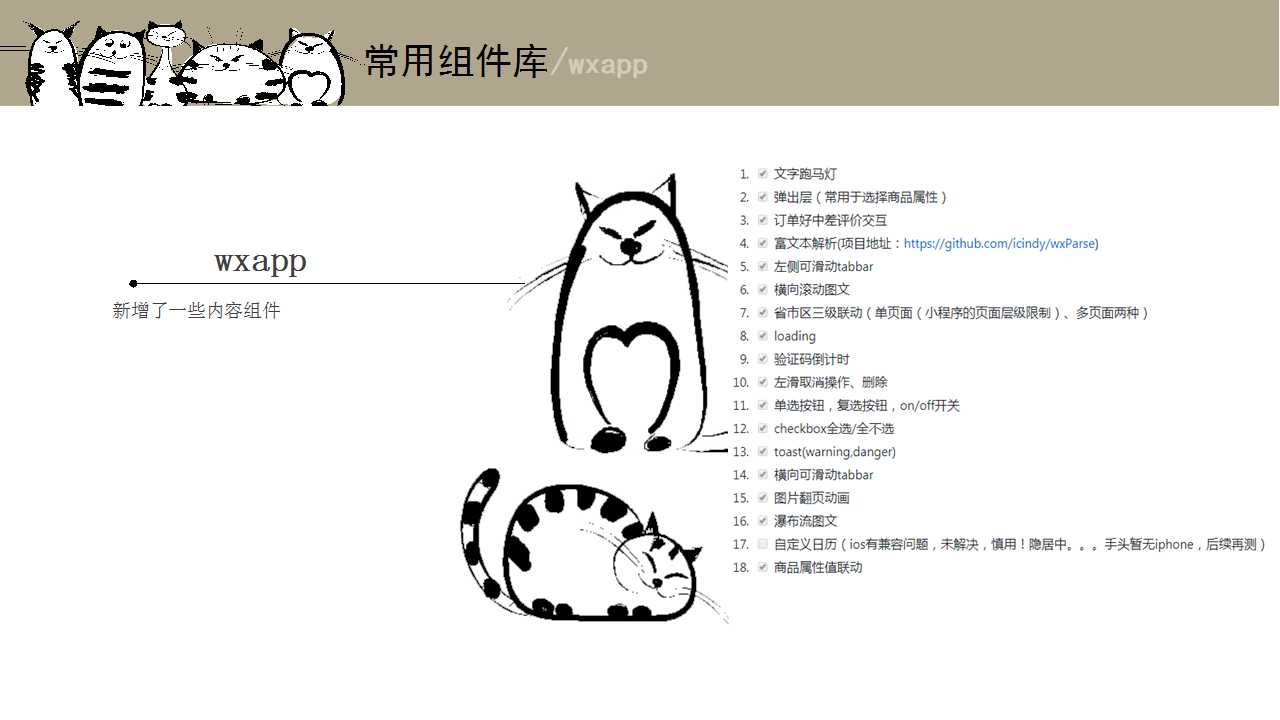 常用组件库/wxapp
wxapp
新增了一些内容组件
1. 文字跑马灯
2. 弹出层（常用于选择商品属性）
3. 订单好中差评价交互
4. 富文本解析(项目地址：https://github.com/icindy/wxParse)
5. 左侧可滑动tabbar
6. 横向滚动图文
7. 省市区三级联动（单页面（小程序的页面层级限制）、多页面两种）
8. loading
9. 验证码倒计时
10. 左滑取消操作、删除
11. 单选按钮，复选按钮，on/off开关
12. checkbox全选/全不选
13. toast(warning,danger)
14. 横向可滑动tabbar
15. 图片翻页动画
16. 瀑布流图文
17. 自定义日历（ios有兼容问题，未解决，慎用！隐居中。。。手头暂无iphone，后续再测）
18. 商品属性值联动